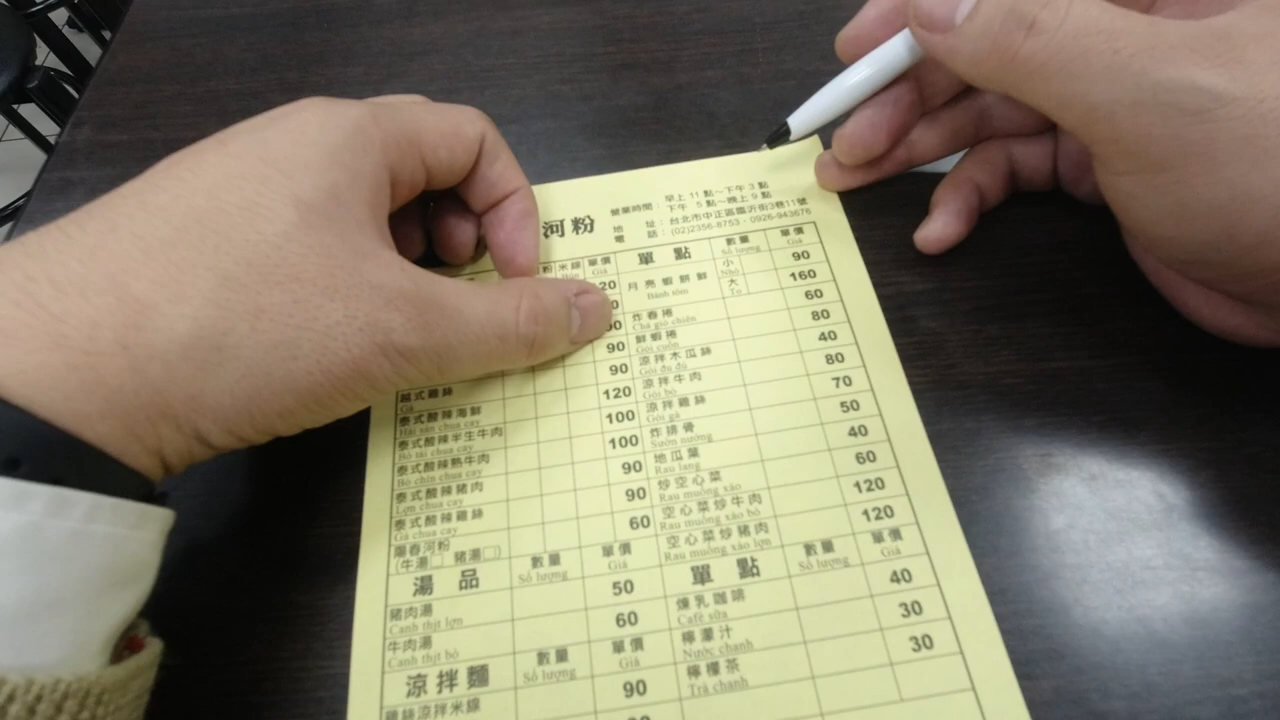 河粉
營業時間：早上 11 點～下午 3 點
下午 5 點～晚上 9 點
地 址：台北市中正區臨沂街3巷11號
電 話：(02)2356-8753 - 0926-943676
粉 米線 單價 單點 數量 單價
Bún Giá Số lượng Giá
20 月亮蝦餅鮮 小 90
Bánh tôm Nhỏ
大 160
To
炸春捲 60
Chả giò chiên
90 鮮蝦捲 80
Gỏi cuốn
90 涼拌木瓜絲 40
Gỏi đu đủ
越式雞絲 120 涼拌牛肉 80
Gà Gỏi bò
泰式酸辣海鮮 100 涼拌雞絲 70
Hải sản chua cay Gỏi gà
泰式酸辣半生牛肉 100 炸排骨 50
Bò tái chua cay Sườn nướng
泰式酸辣熟牛肉 90 地瓜葉 40
Bò chín chua cay Rau lang
泰式酸辣豬肉 90 炒空心菜 60
Lợn chua cay Rau muống xào
泰式酸辣雞絲 60 空心菜炒牛肉 120
Gà chua cay Rau muống xào bò
陽春河粉 空心菜炒豬肉 120
(牛湯□ 豬湯□) Rau muống xào lợn
湯品 數量 單價 單點 數量 單價
Số lượng Giá Số lượng Giá
豬肉湯 50 煉乳咖啡 40
Canh thịt lợn Café sữa
牛肉湯 60 檸檬汁 30
Canh thịt bò Nước chanh
涼拌麵 數量 單價 檸檬茶 30
Số lượng Giá Trà chanh
雞絲涼拌米線 90